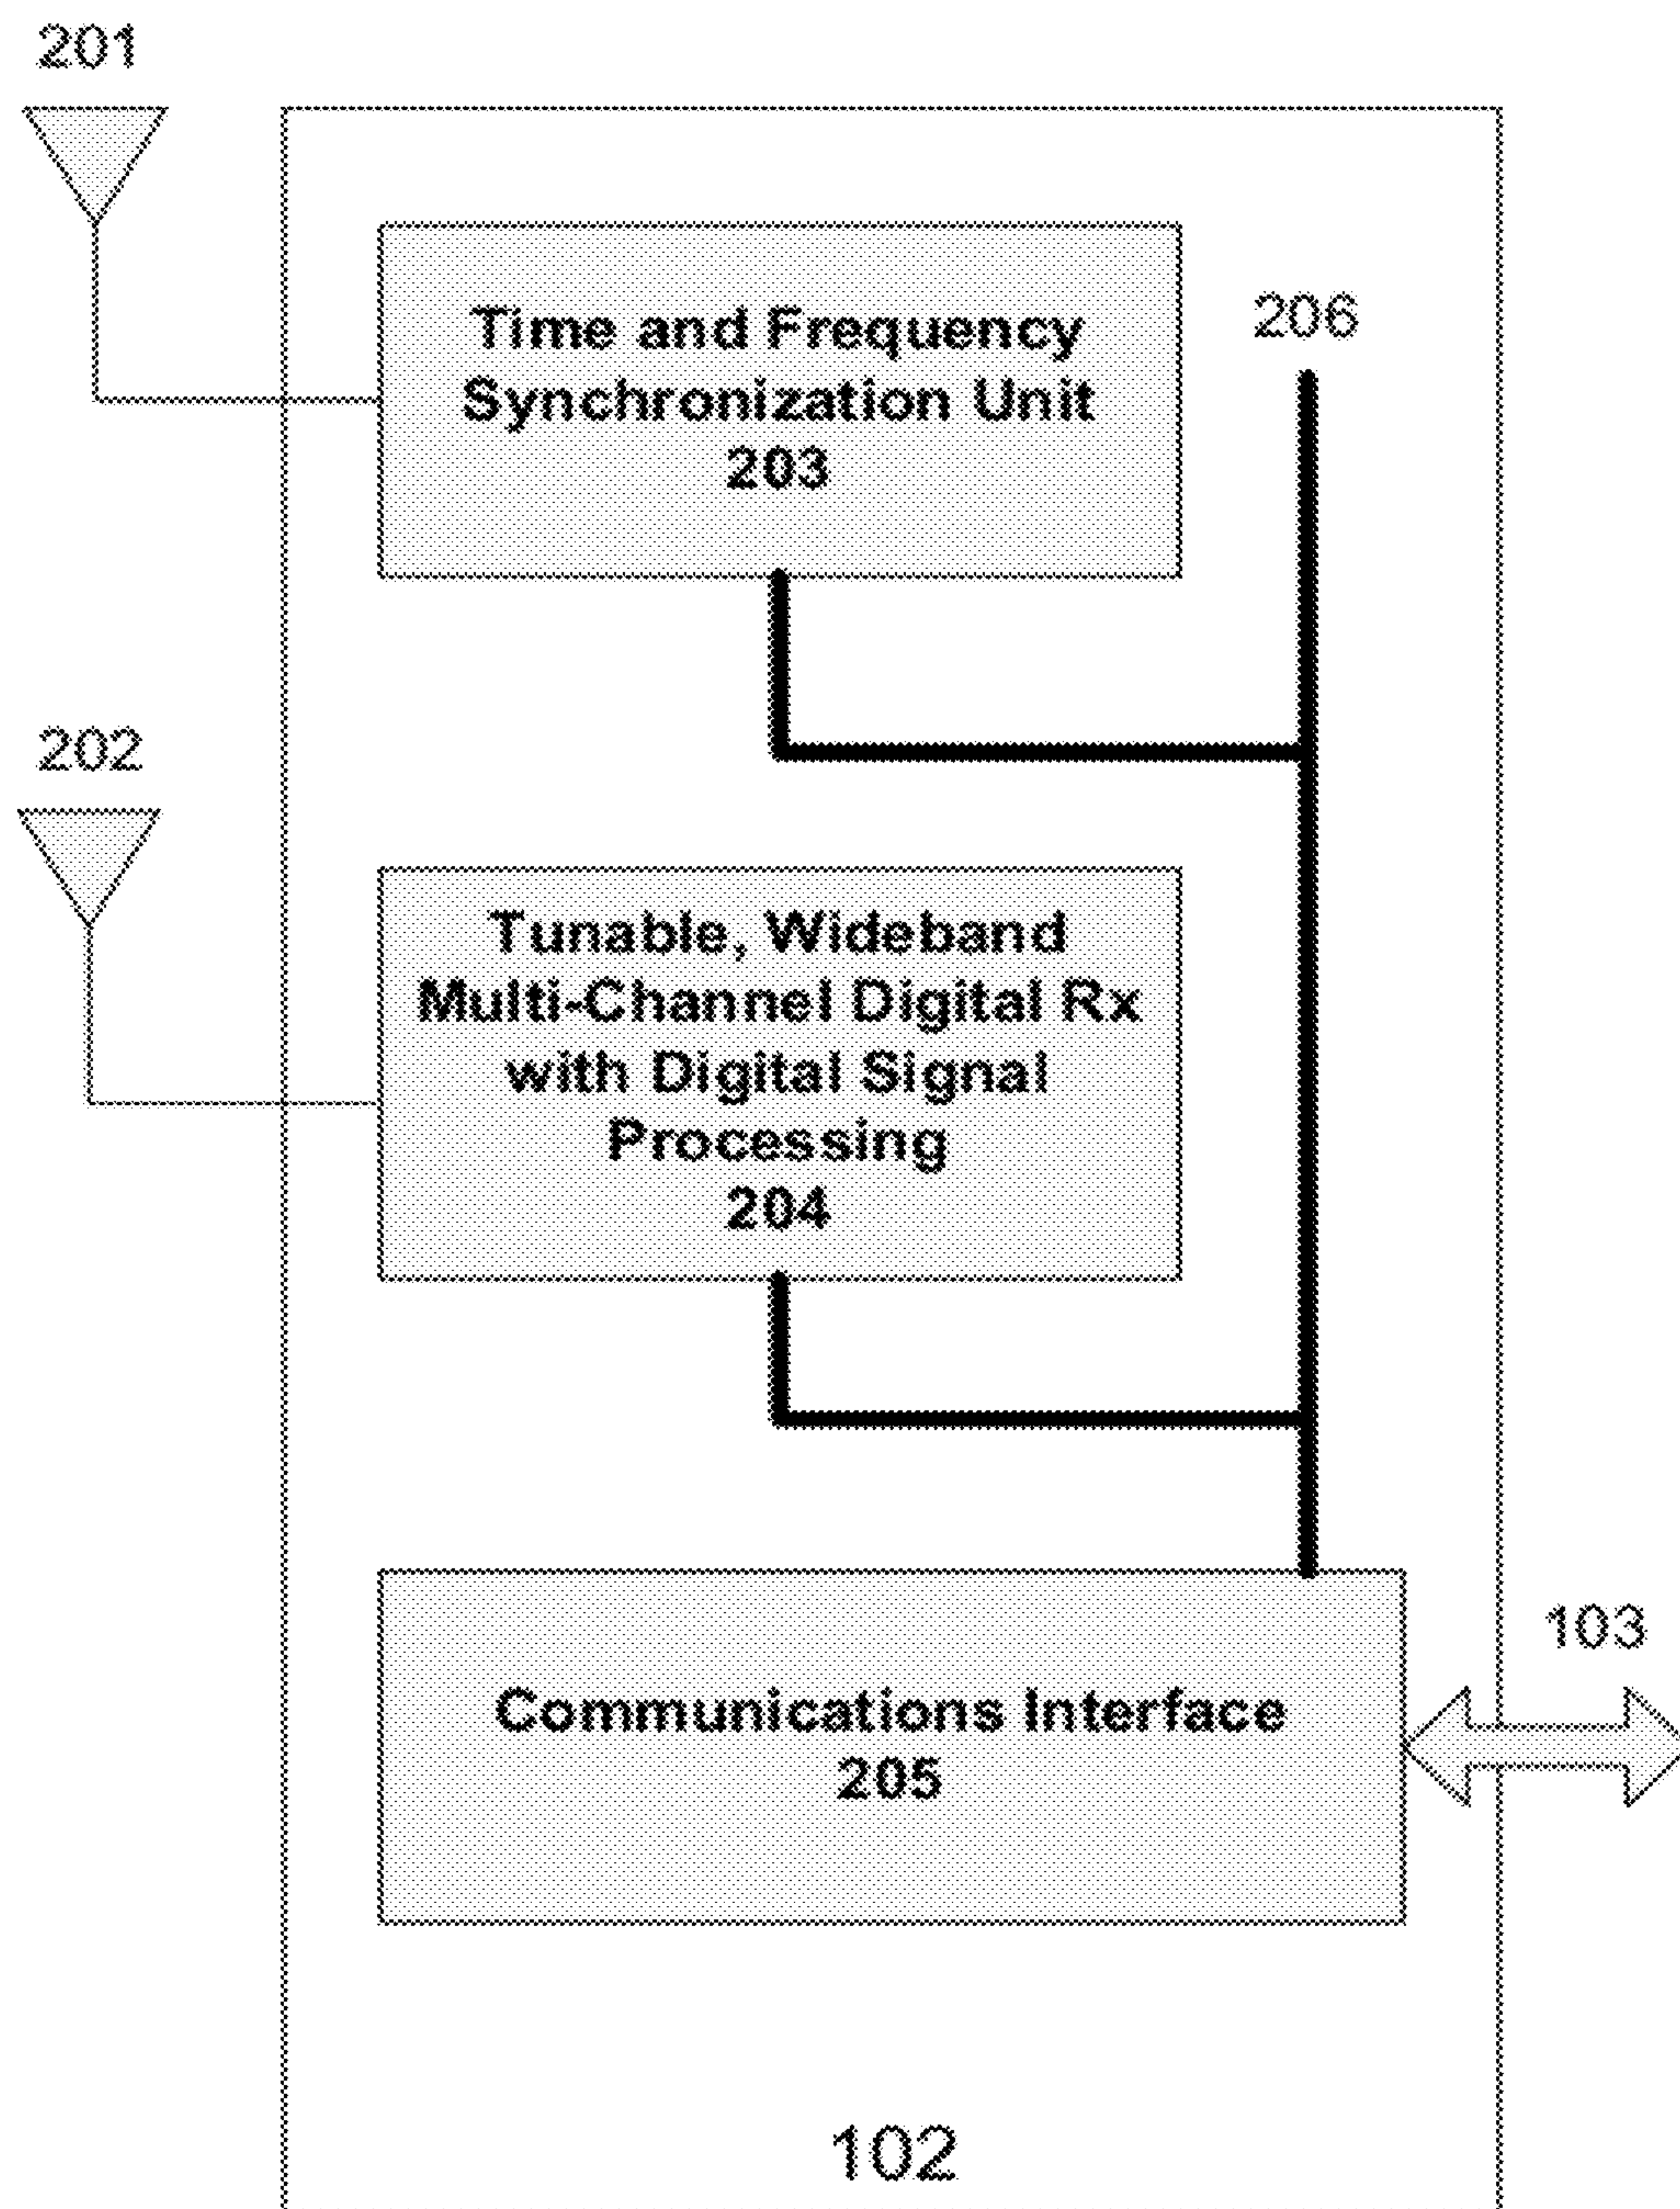 201
Time and Frequency
Synchronization Unit
203
206
202
Tunable, Wideband
Multi-Channel Digital Rx
with Digital Signal
Processing
204
Communications Interface
205
103
102